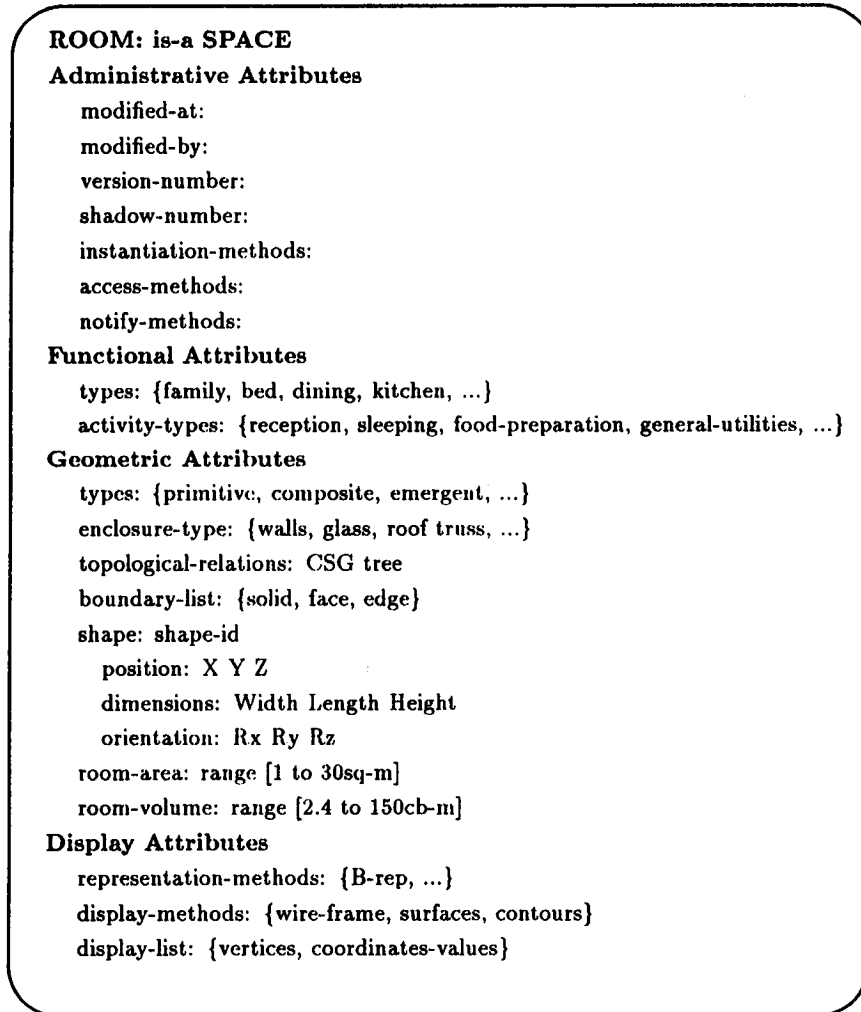 ROOM: is-a SPACE
Administrative Attributes
modified-at:
modified-by:
version-number:
shadow-number:
instantiation-methods:
access-methods:
notify-methods:
Functional Attributes
types: {family, bed, dining, kitchen, ...}
activity-types: {reception, sleeping, food-preparation, general-utilities, ...}
Geometric Attributes
types: {primitive, composite, emergent, ...}
enclosure-type: {walls, glass, roof truss, ...}
topological-relations: CSG tree
boundary-list: {solid, face, edge}
shape: shape-id
position: X Y Z
dimensions: Width Length Height
orientation: Rx Ry Rz
room-area: range [1 to 30sq-m]
room-volume: range [2.4 to 150cb-m]
Display Attributes
representation-methods: {B-rep, ...}
display-methods: {wire-frame, surfaces, contours}
display-list: {vertices, coordinates-values}